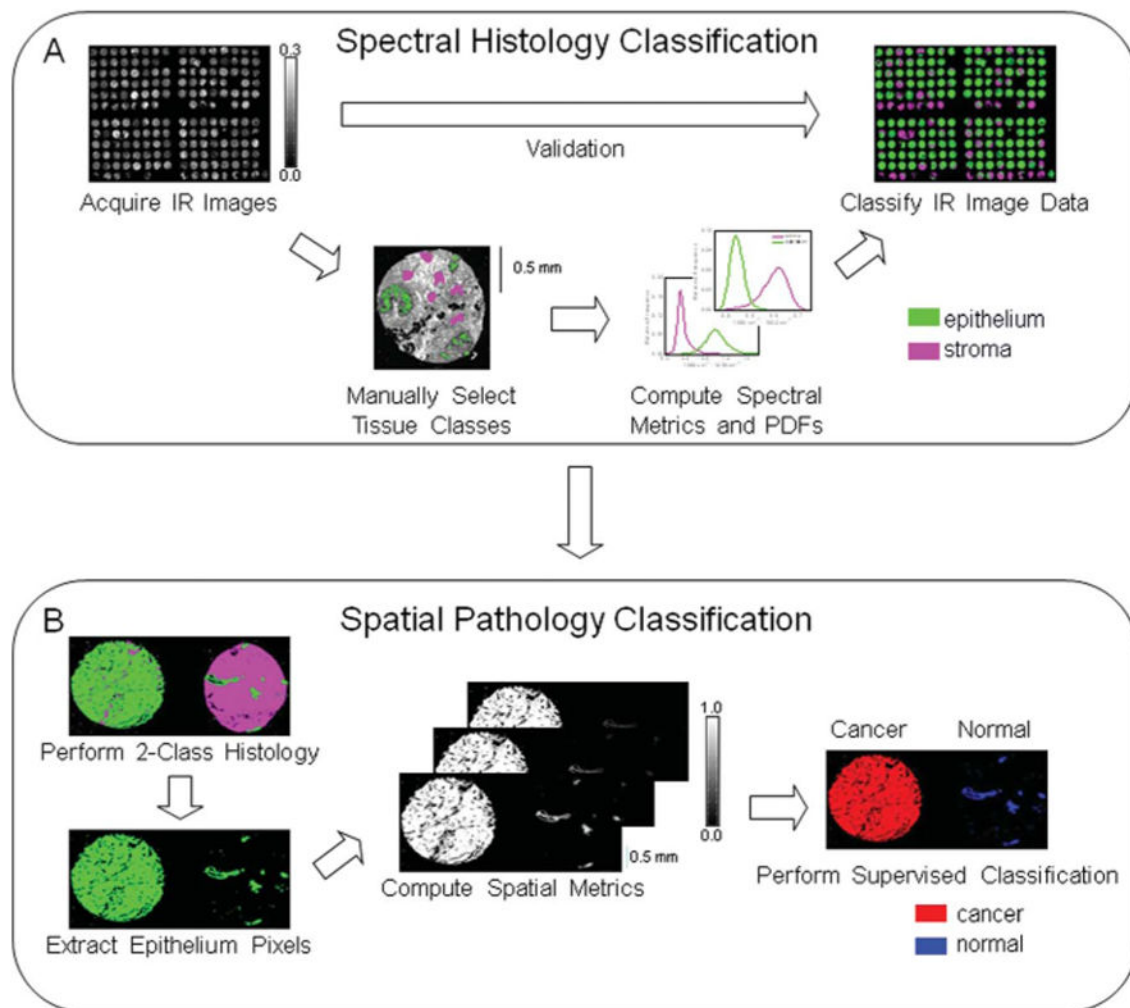 A
Spectral Histology Classification
0.3
0.0
Validation
Acquire IR Images
Classify IR Image Data
0.5 mm
Manually Select
Tissue Classes
Compute Spectral
Metrics and PDFs
epithelium
stroma
B
Spatial Pathology Classification
Perform 2-Class Histology
Extract Epithelium Pixels
1.0
0.0
0.5 mm
Compute Spatial Metrics
Cancer Normal
Perform Supervised Classification
cancer
normal